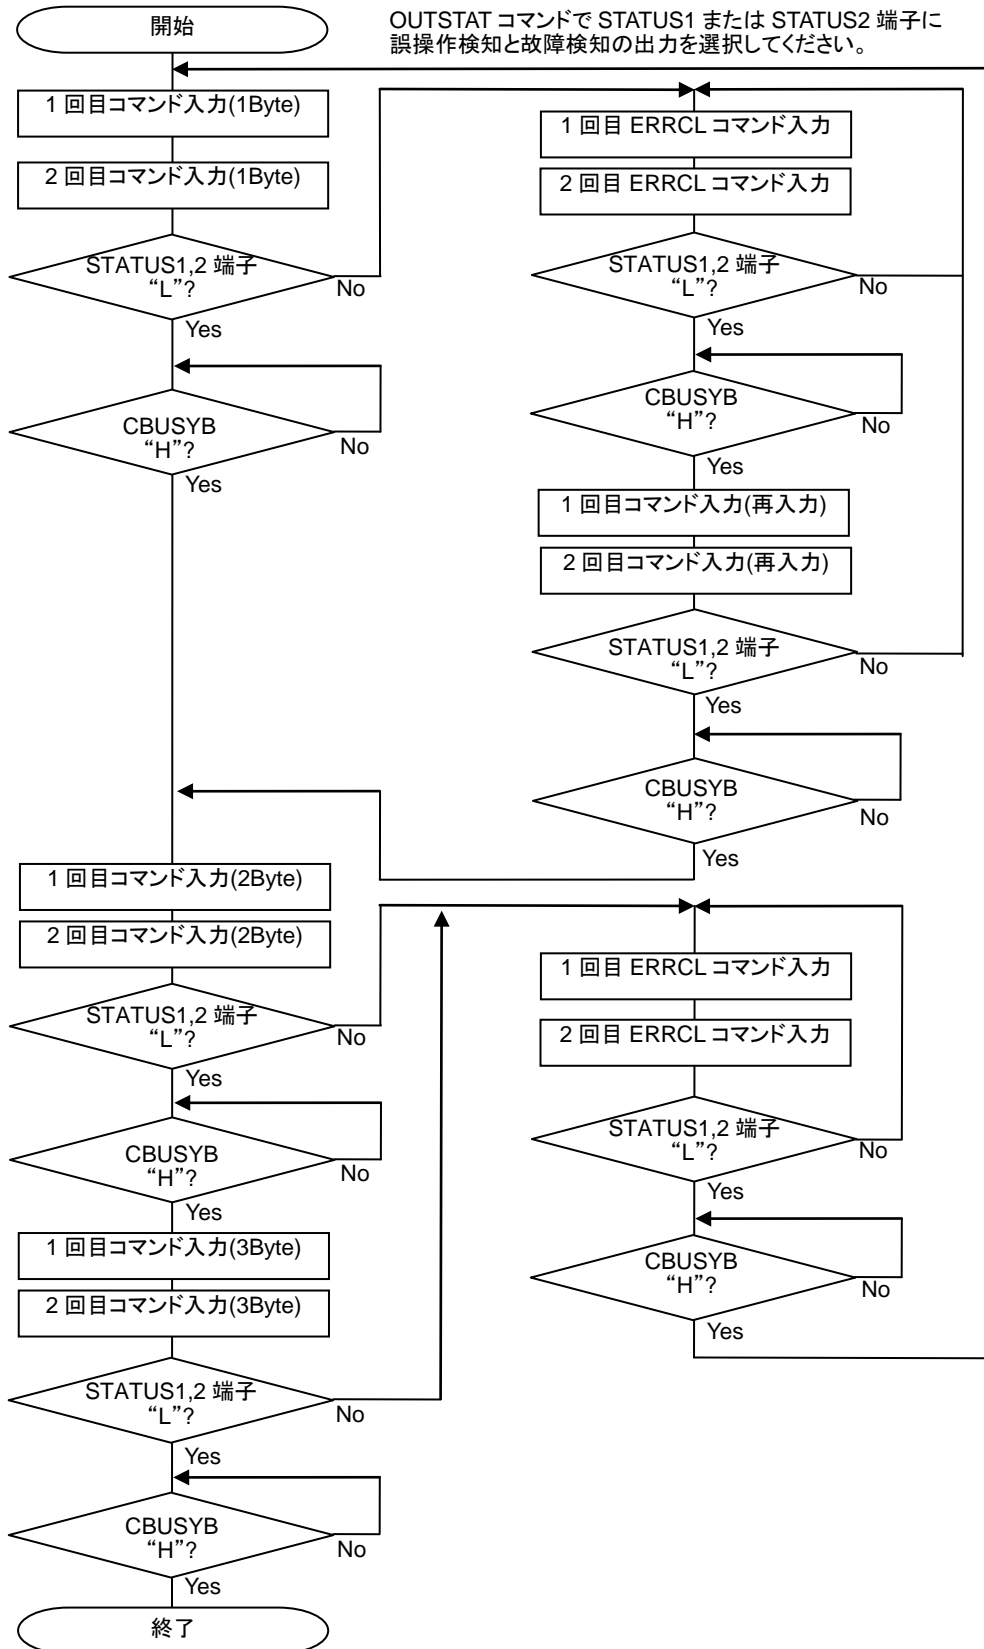 開始
OUTSTAT コマンドで STATUS1 または STATUS2 端子に
誤操作検知と故障検知の出力を選択してください。
1 回目コマンド入力(1Byte)
2 回目コマンド入力(1Byte)
STATUS1,2 端子
“L”?
No
Yes
CBUSYB
“H”?
No
Yes
1 回目 ERRCL コマンド入力
2 回目 ERRCL コマンド入力
STATUS1,2 端子
“L”?
No
Yes
CBUSYB
“H”?
No
Yes
1 回目コマンド入力(再入力)
2 回目コマンド入力(再入力)
STATUS1,2 端子
“L”?
No
Yes
CBUSYB
“H”?
No
Yes
1 回目コマンド入力(2Byte)
2 回目コマンド入力(2Byte)
STATUS1,2 端子
“L”?
No
Yes
CBUSYB
“H”?
No
Yes
1 回目コマンド入力(3Byte)
2 回目コマンド入力(3Byte)
STATUS1,2 端子
“L”?
No
Yes
CBUSYB
“H”?
No
Yes
終了
1 回目 ERRCL コマンド入力
2 回目 ERRCL コマンド入力
STATUS1,2 端子
“L”?
No
Yes
CBUSYB
“H”?
No
Yes